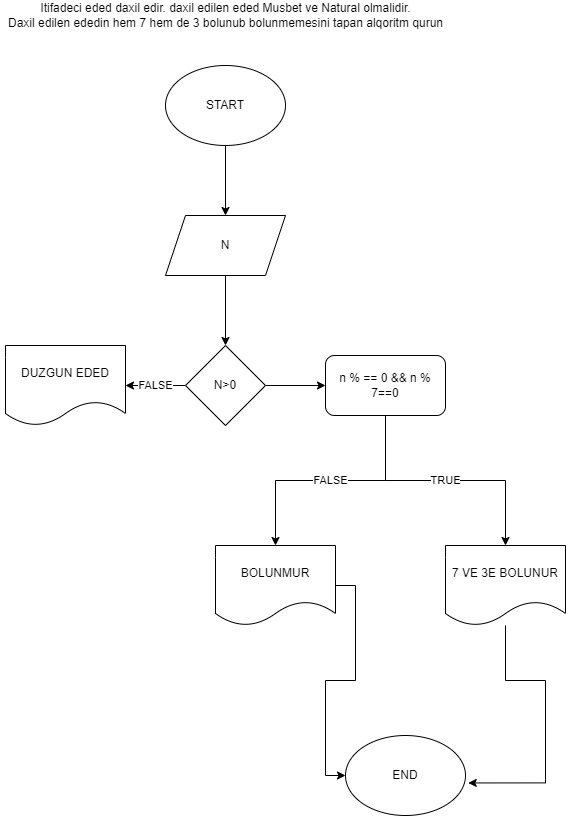 Itifadeci eded daxil edir. daxil edilen eded Musbet ve Natural olmalidir.
Daxil edilen ededin hem 7 hem de 3 bolunub bolunmemesini tapan alqoritm qurun
START
N
DUZGUN EDED
FALSE
N>0
n % == 0 && n %
7==0
FALSE
TRUE
BOLUNMUR
7 VE 3E BOLUNUR
END